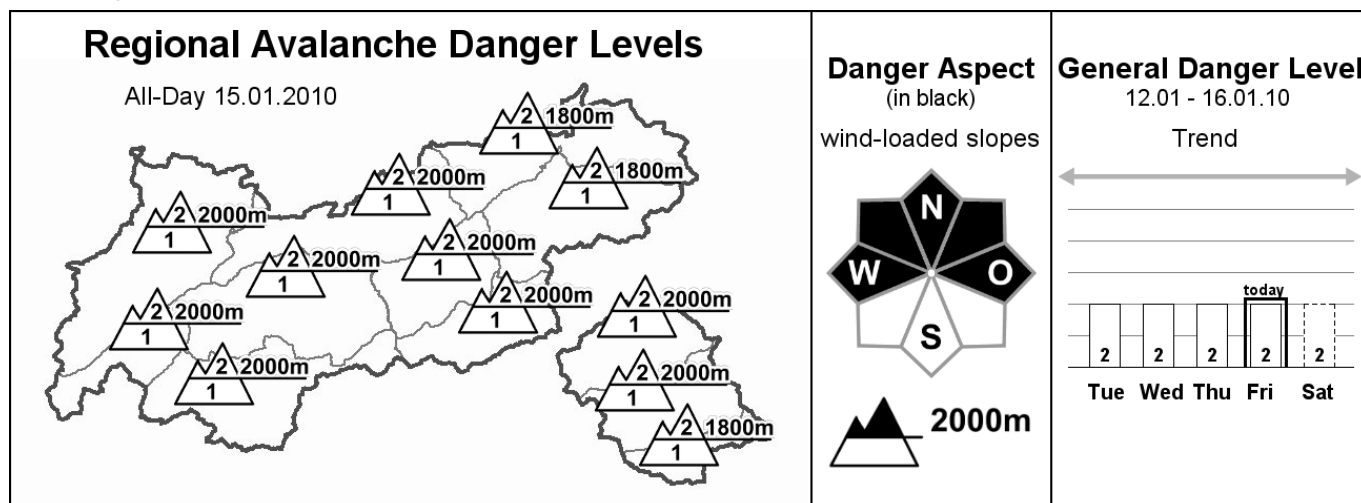 Regional Avalanche Danger Levels
All-Day 15.01.2010
2 1800m
1
2 1800m
1
2 2000m
1
2 2000m
1
2 2000m
1
2 2000m
1
2 2000m
1
2 2000m
1
2 2000m
1
2 2000m
1
2 2000m
1
2 1800m
1
Danger Aspect
(in black)
wind-loaded slopes
N
W O
S
2000m
General Danger Level
12.01 - 16.01.10
Trend
today
2 2 2 2 2
Tue Wed Thu Fri Sat